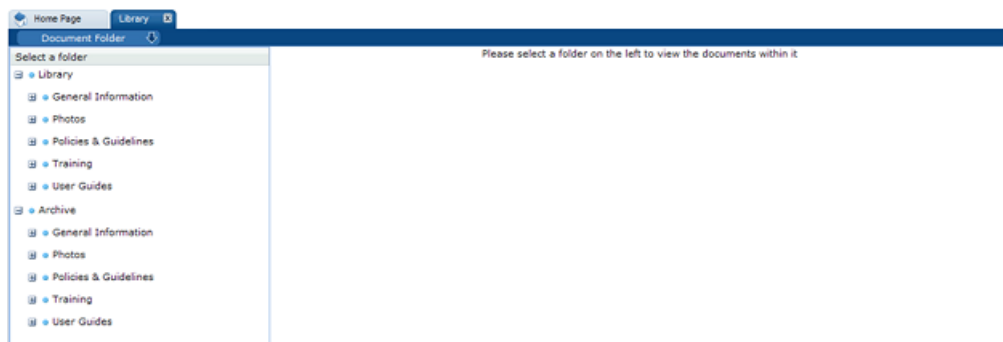 Home Page Library
Document Folder
Select a folder
Please select a folder on the left to view the documents within it
Library
General Information
Photos
Policies & Guidelines
Training
User Guides
Archive
General Information
Photos
Policies & Guidelines
Training
User Guides